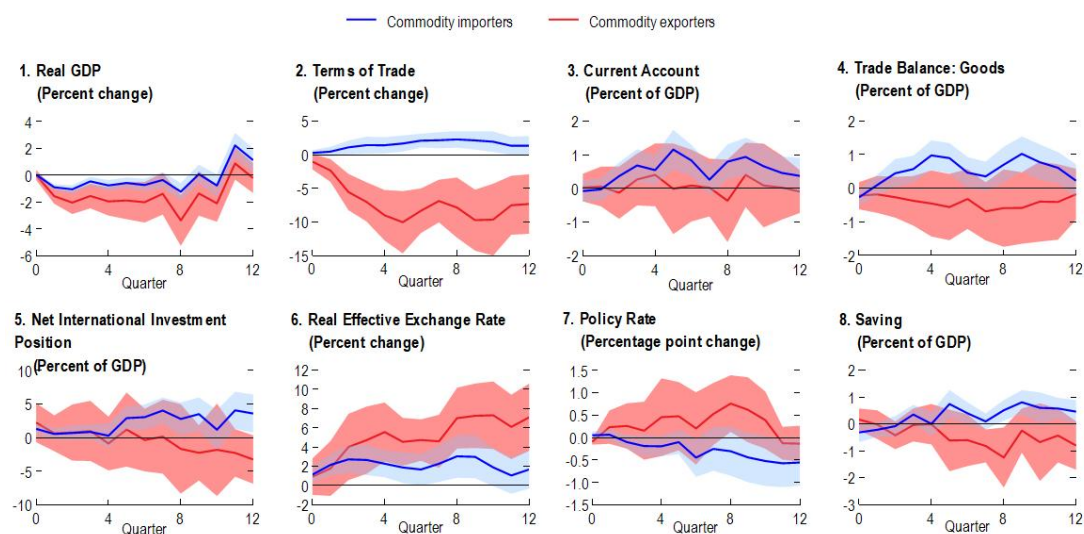 Commodity importers Commodity exporters
1. Real GDP
(Percent change)
4
2
0
-2
-4
-6
0 4 8 12
Quarter
2. Terms of Trade
(Percent change)
10
5
0
-5
-10
-15
0 4 8 12
Quarter
3. Current Account
(Percent of GDP)
2
1
0
-1
-2
0 4 8 12
Quarter
4. Trade Balance: Goods
(Percent of GDP)
2
1
0
-1
-2
0 4 8 12
Quarter
5. Net International Investment
Position
(Percent of GDP)
10
5
0
-5
-10
0 4 8 12
Quarter
6. Real Effective Exchange Rate
(Percent change)
12
10
8
6
4
2
0
-2
0 4 8 12
Quarter
7. Policy Rate
(Percentage point change)
1.5
1.0
0.5
0.0
-0.5
-1.0
-1.5
0 4 8 12
Quarter
8. Saving
(Percent of GDP)
2
1
0
-1
-2
-3
0 4 8 12
Quarter